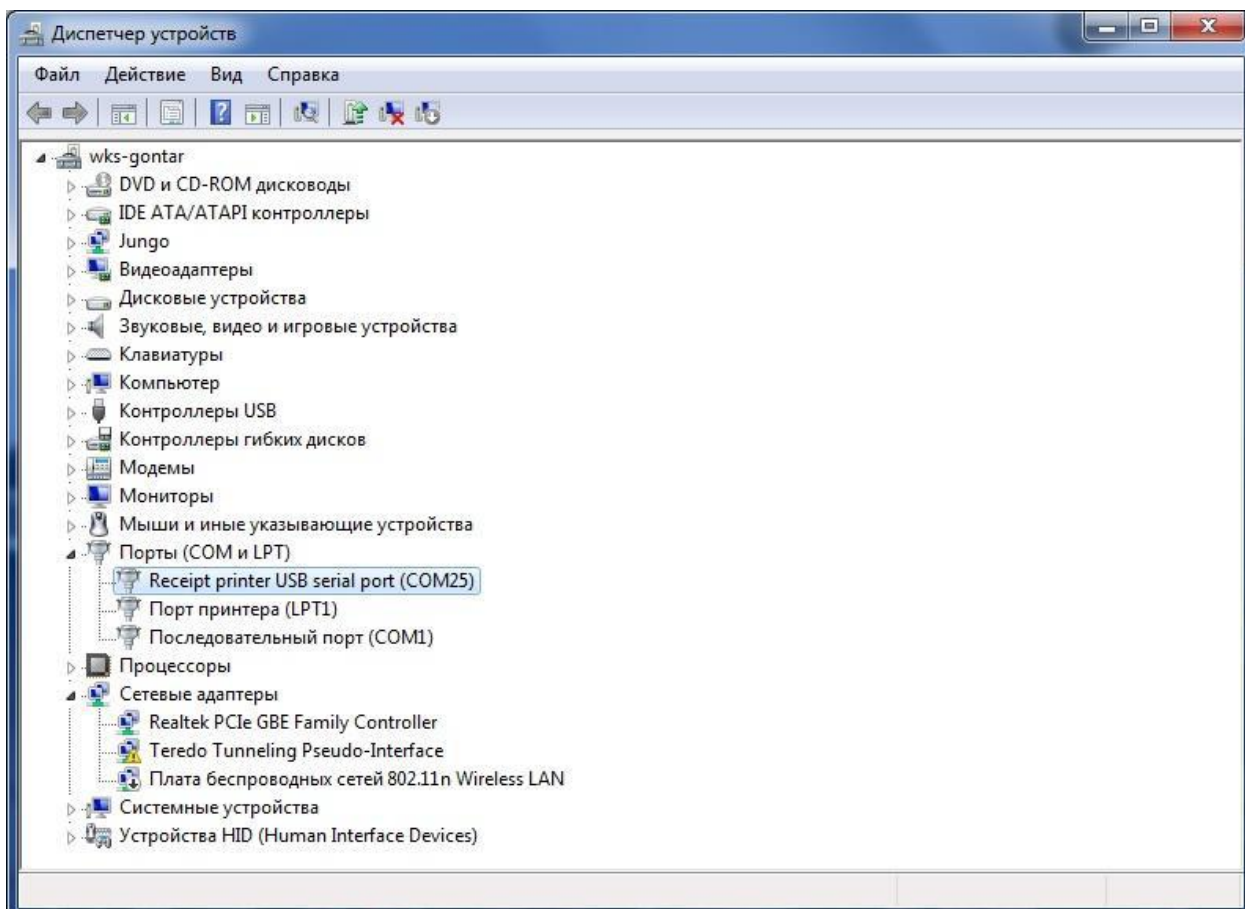 Диспетчер устройств
Файл Действие Вид Справка
wks-gontar
DVD и CD-ROM дисководы
IDE ATA/ATAPI контроллеры
Jungo
Видеоадаптеры
Дисковые устройства
Звуковые, видео и игровые устройства
Клавиатуры
Компьютер
Контроллеры USB
Контроллеры гибких дисков
Модемы
Мониторы
Мыши и иные указывающие устройства
Порты (COM и LPT)
Receipt printer USB serial port (COM25)
Порт принтера (LPT1)
Последовательный порт (COM1)
Процессоры
Сетевые адаптеры
Realtek PCIe GBE Family Controller
Teredo Tunneling Pseudo-Interface
Плата беспроводных сетей 802.11n Wireless LAN
Системные устройства
Устройства HID (Human Interface Devices)